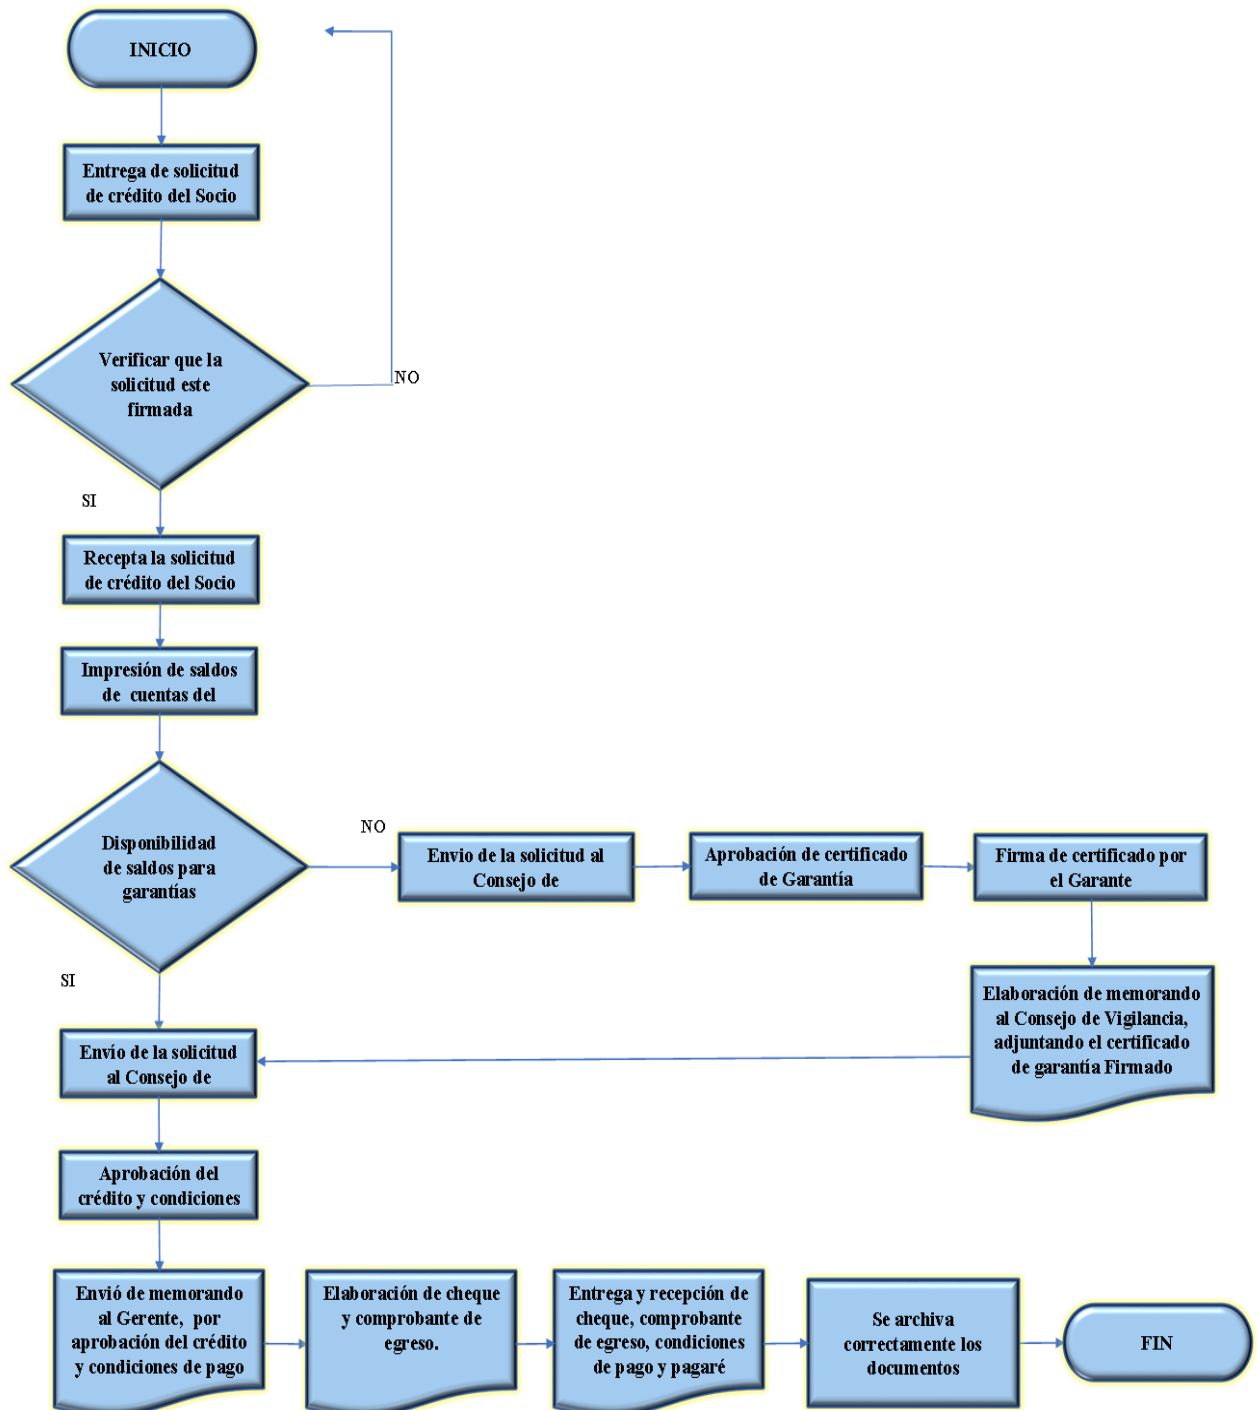 INICIO
Entrega de solicitud
de crédito del Socio
Verificar que la
solicitud este
firmada
NO
SI
Recepta la solicitud
de crédito del Socio
Impresión de saldos
de cuentas del
Disponibilidad
de saldos para
garantías
NO
Envio de la solicitud al
Consejo de
Aprobación de certificado
de Garantía
Firma de certificado por
el Garante
SI
Elaboración de memorando
al Consejo de Vigilancia,
adjuntando el certificado
de garantía Firmado
Envío de la solicitud
al Consejo de
Aprobación del
crédito y condiciones
Envió de memorando
al Gerente, por
aprobación del crédito
y condiciones de pago
Elaboración de cheque
y comprobante de
egreso.
Entrega y recepción de
cheque, comprobante
de egreso, condiciones
de pago y pagaré
Se archiva
correctamente los
documentos
FIN